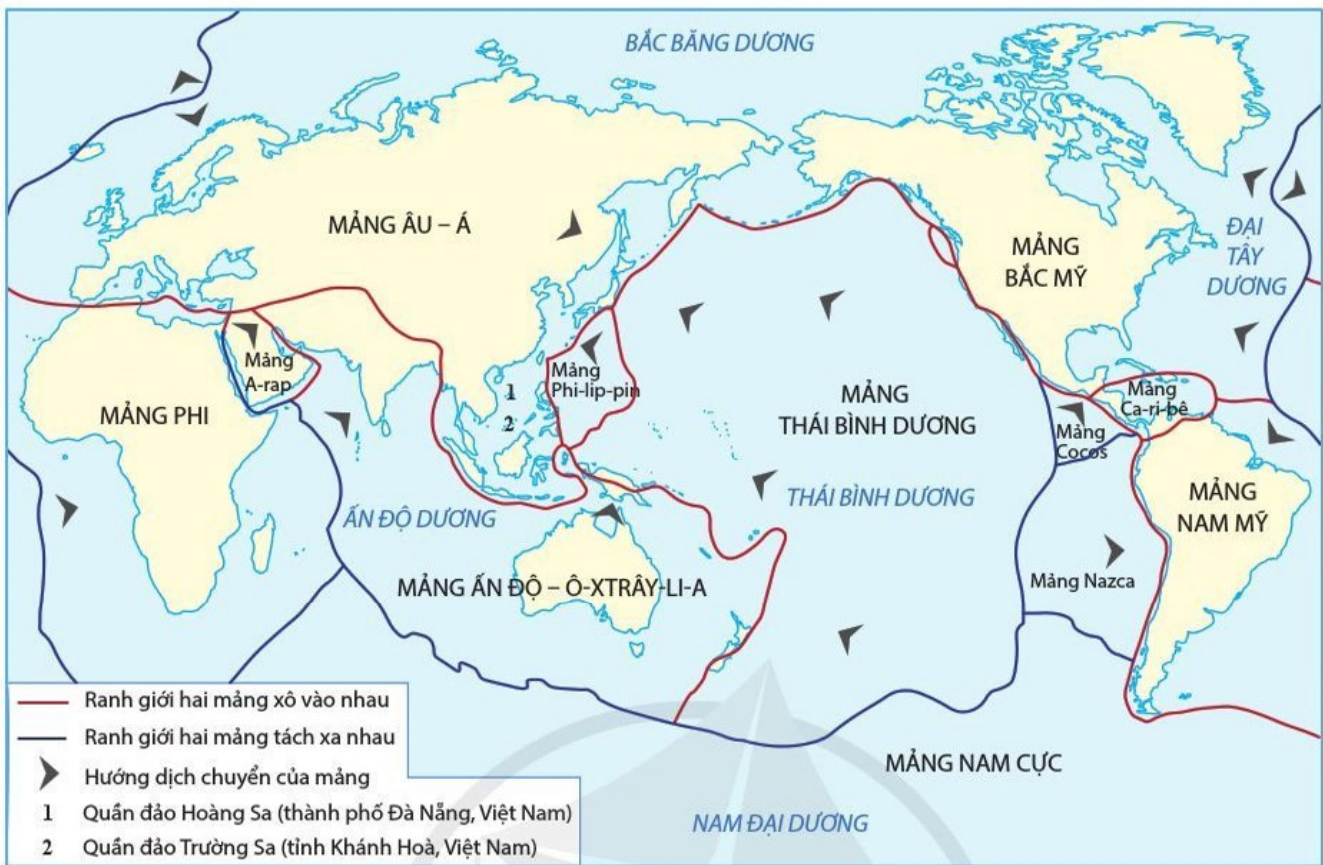 BẮC BĂNG DƯƠNG
MẢNG ÂU – Á
MẢNG
BẮC MỸ
ĐẠI
TÂY
DƯƠNG
Mảng
A-rap
Mảng
Phi-lip-pin
1
2
MẢNG PHI
MẢNG
THÁI BÌNH DƯƠNG
Mảng
Ca-ri-bê
Mảng
Cocos
MẢNG
NAM MỸ
ẤN ĐỘ DƯƠNG
THÁI BÌNH DƯƠNG
MẢNG ẤN ĐỘ – Ô-XTRÂY-LI-A
Mảng Nazca
Ranh giới hai mảng xô vào nhau
Ranh giới hai mảng tách xa nhau
Hướng dịch chuyển của mảng
1 Quần đảo Hoàng Sa (thành phố Đà Nẵng, Việt Nam)
2 Quần đảo Trường Sa (tỉnh Khánh Hoà, Việt Nam)
MẢNG NAM CỰC
NAM ĐẠI DƯƠNG